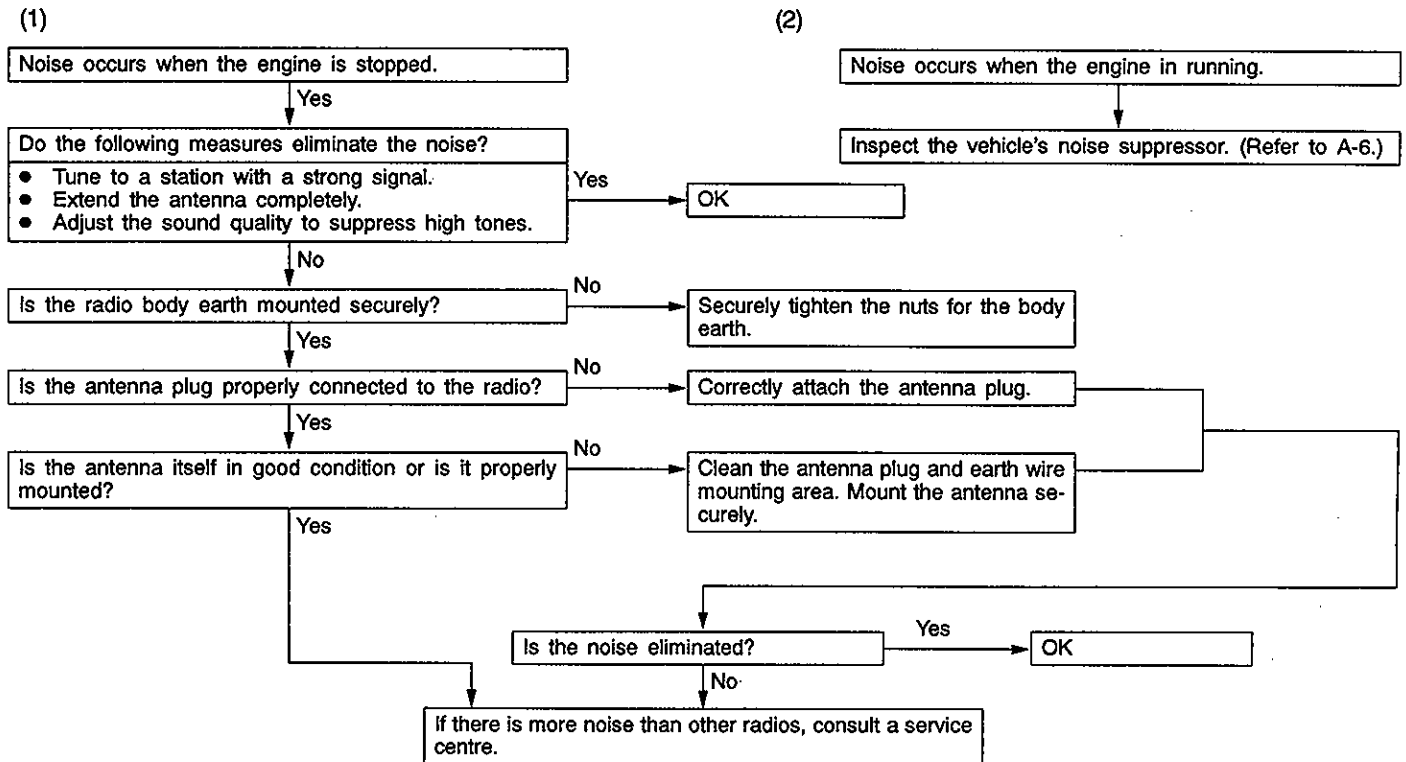 (1)
(2)
Noise occurs when the engine is stopped.
Noise occurs when the engine in running.
Yes
Do the following measures eliminate the noise?
Inspect the vehicle's noise suppressor. (Refer to A-6.)
● Tune to a station with a strong signal.
● Extend the antenna completely.
● Adjust the sound quality to suppress high tones.
Yes
OK
No
Is the radio body earth mounted securely?
No
Securely tighten the nuts for the body
earth.
Yes
Is the antenna plug properly connected to the radio?
No
Correctly attach the antenna plug.
Yes
Is the antenna itself in good condition or is it properly
mounted?
No
Clean the antenna plug and earth wire
mounting area. Mount the antenna se-
curely.
Yes
Is the noise eliminated?
Yes
OK
No
If there is more noise than other radios, consult a service
centre.